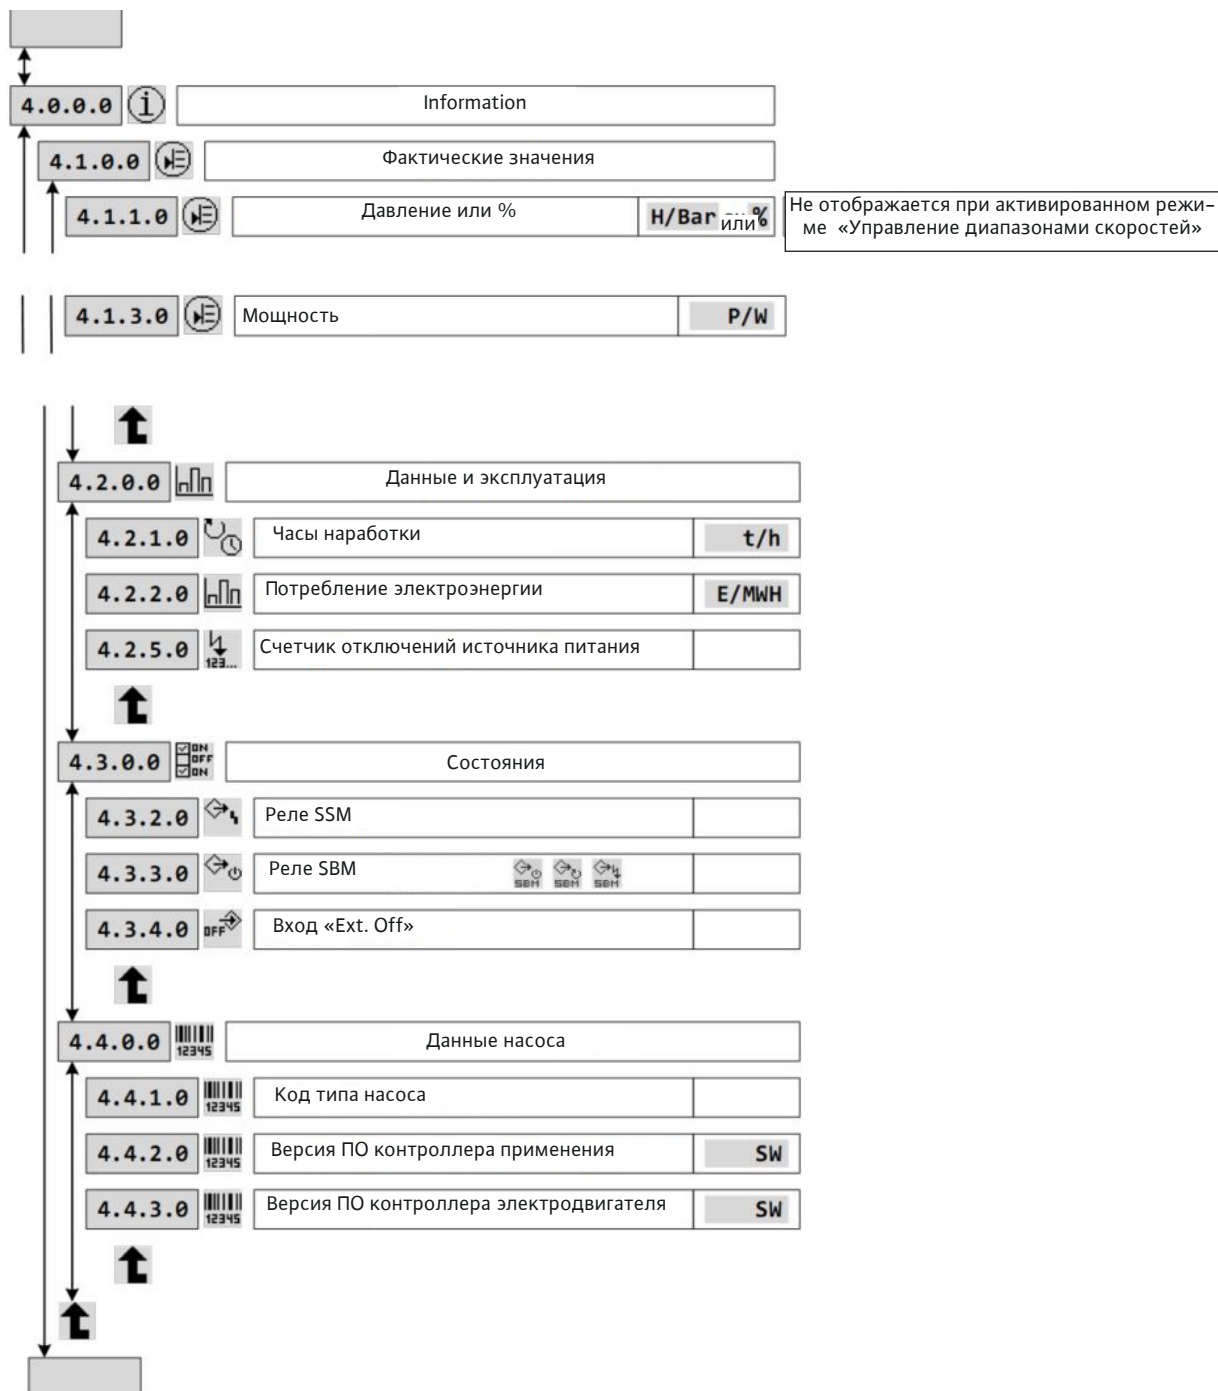 4.0.0.0 i Information
4.1.0.0 Фактические значения
4.1.1.0 Давление или % H/Bar или % Не отображается при активированном режи-
ме «Управление диапазонами скоростей»
4.1.3.0 Мощность P/W
4.2.0.0 Данные и эксплуатация
4.2.1.0 Часы наработки t/h
4.2.2.0 Потребление электроэнергии E/MWH
4.2.5.0 123... Счетчик отключений источника питания
4.3.0.0 ON OFF ON Состояния
4.3.2.0 Реле SSM
4.3.3.0 Реле SBM SBM SBM SBM
4.3.4.0 OFF Вход «Ext. Off»
4.4.0.0 12345 Данные насоса
4.4.1.0 12345 Код типа насоса
4.4.2.0 12345 Версия ПО контроллера применения SW
4.4.3.0 12345 Версия ПО контроллера электродвигателя SW